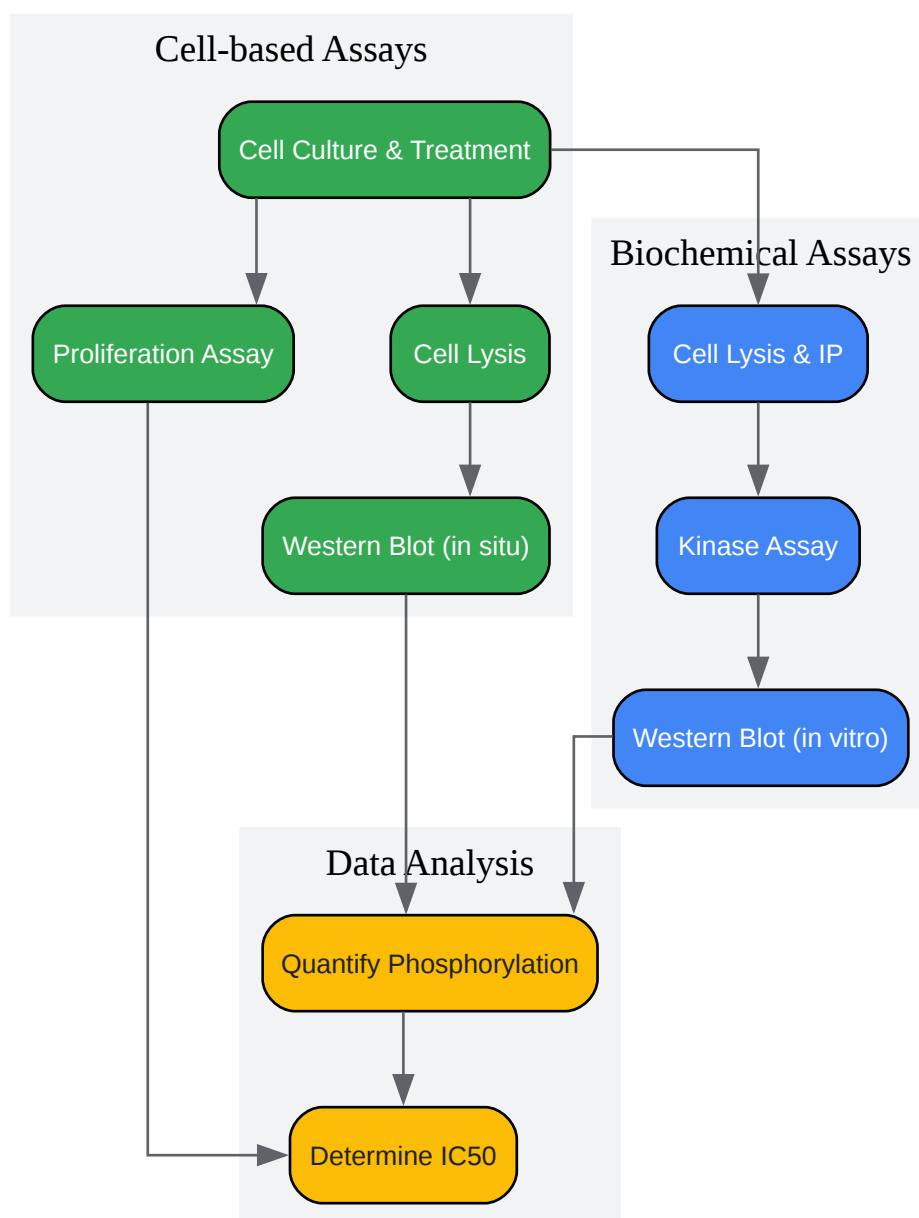 Cell-based Assays
Cell Culture & Treatment
Biochemical Assays
Proliferation Assay
Cell Lysis
Cell Lysis & IP
Western Blot (in situ)
Kinase Assay
Western Blot (in vitro)
Data Analysis
Quantify Phosphorylation
Determine IC50